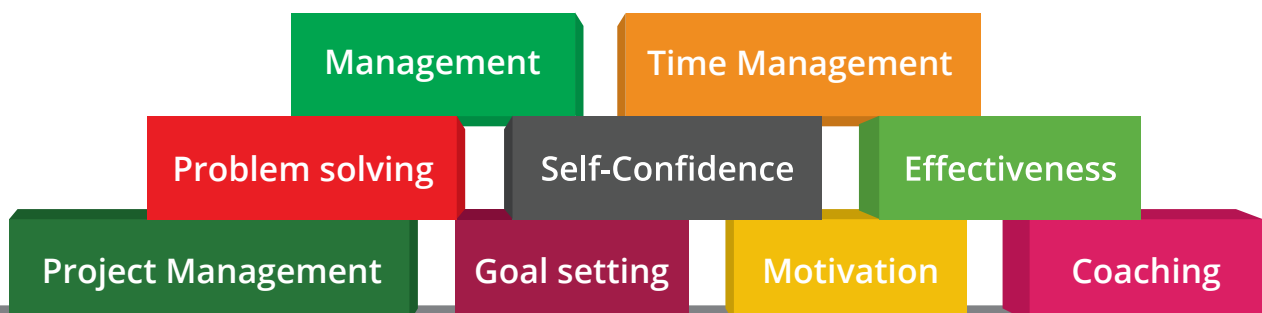 Management
Time Management
Problem solving
Self-Confidence
Effectiveness
Project Management
Goal setting
Motivation
Coaching